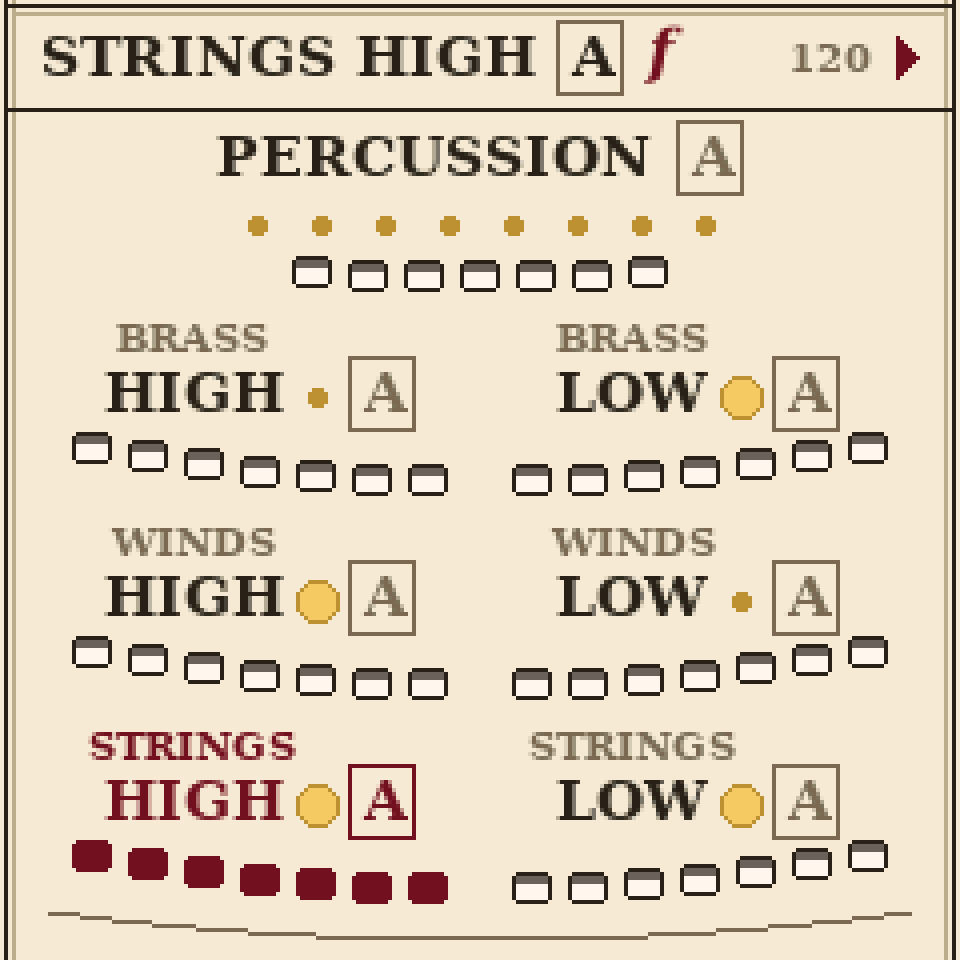 STRINGS HIGH A f 120
PERCUSSION A
BRASS
HIGH A
BRASS
LOW A
WINDS
HIGH A
WINDS
LOW A
STRINGS
HIGH A
STRINGS
LOW A